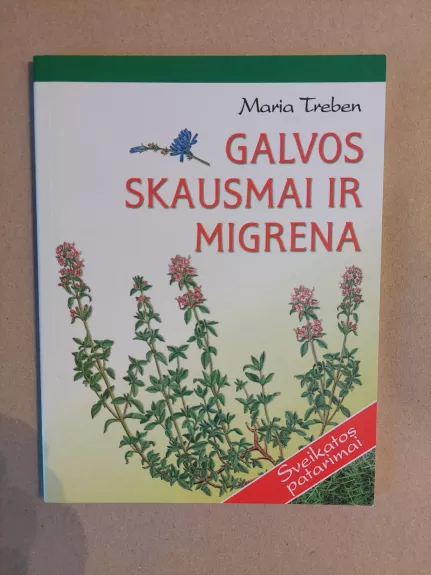 Maria Treben
GALVOS
SKAUSMAI IR
MIGRENA
Sveikatos
patarimai